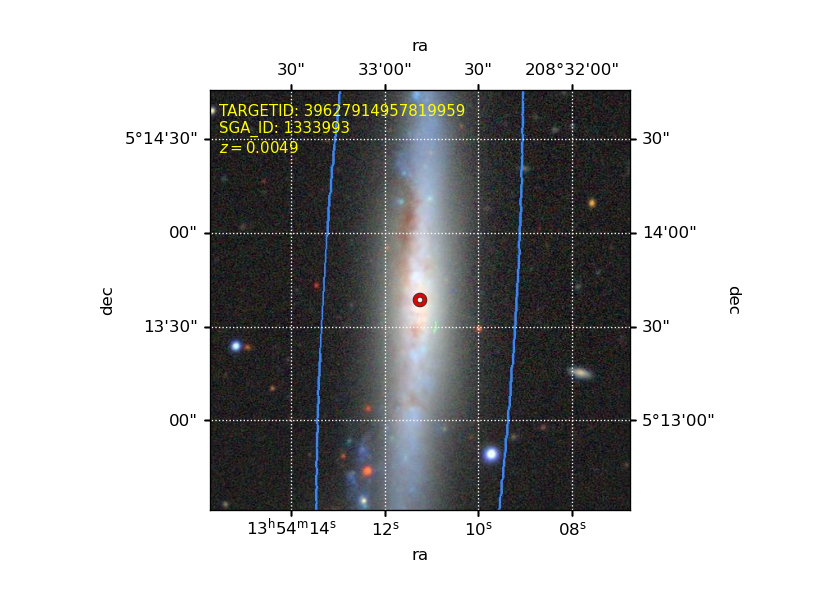 ra
30" 33'00" 30" 208°32'00"
TARGETID: 39627914957819959
SGA_ID: 1333993
z = 0.0049
5°14'30" 30"
00" 14'00"
dec dec
13'30" 30"
00" 5°13'00"
13h54m14s 12s 10s 08s
ra